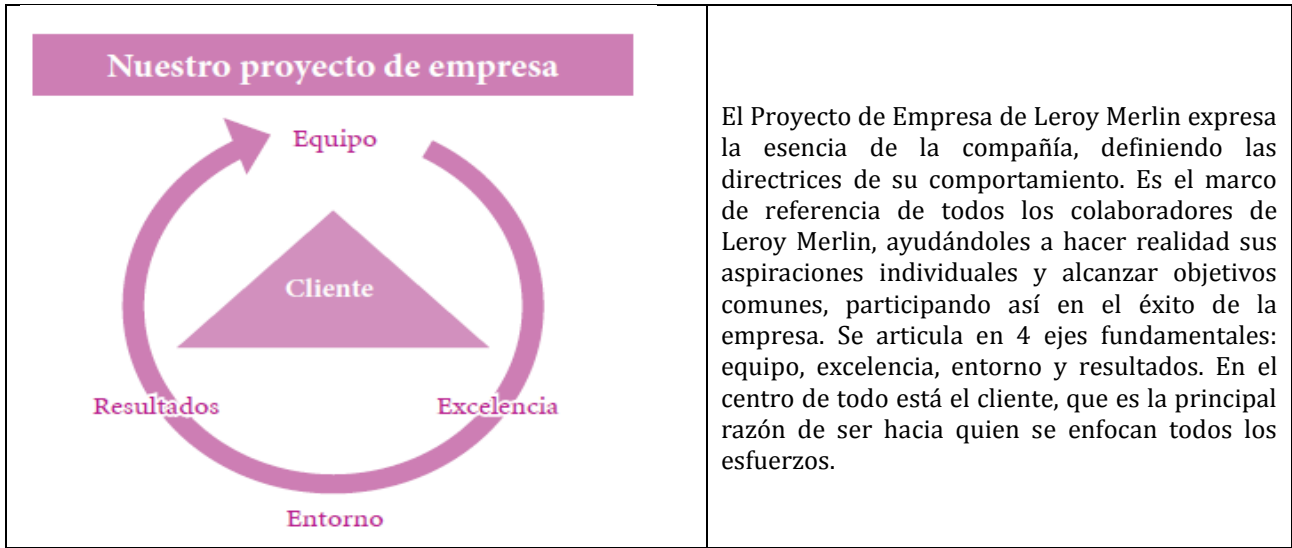 Nuestro proyecto de empresa
Equipo
Cliente
Resultados
Excelencia
Entorno
El Proyecto de Empresa de Leroy Merlin expresa
la esencia de la compañía, definiendo las
directrices de su comportamiento. Es el marco
de referencia de todos los colaboradores de
Leroy Merlin, ayudándoles a hacer realidad sus
aspiraciones individuales y alcanzar objetivos
comunes, participando así en el éxito de la
empresa. Se articula en 4 ejes fundamentales:
equipo, excelencia, entorno y resultados. En el
centro de todo está el cliente, que es la principal
razón de ser hacia quien se enfocan todos los
esfuerzos.